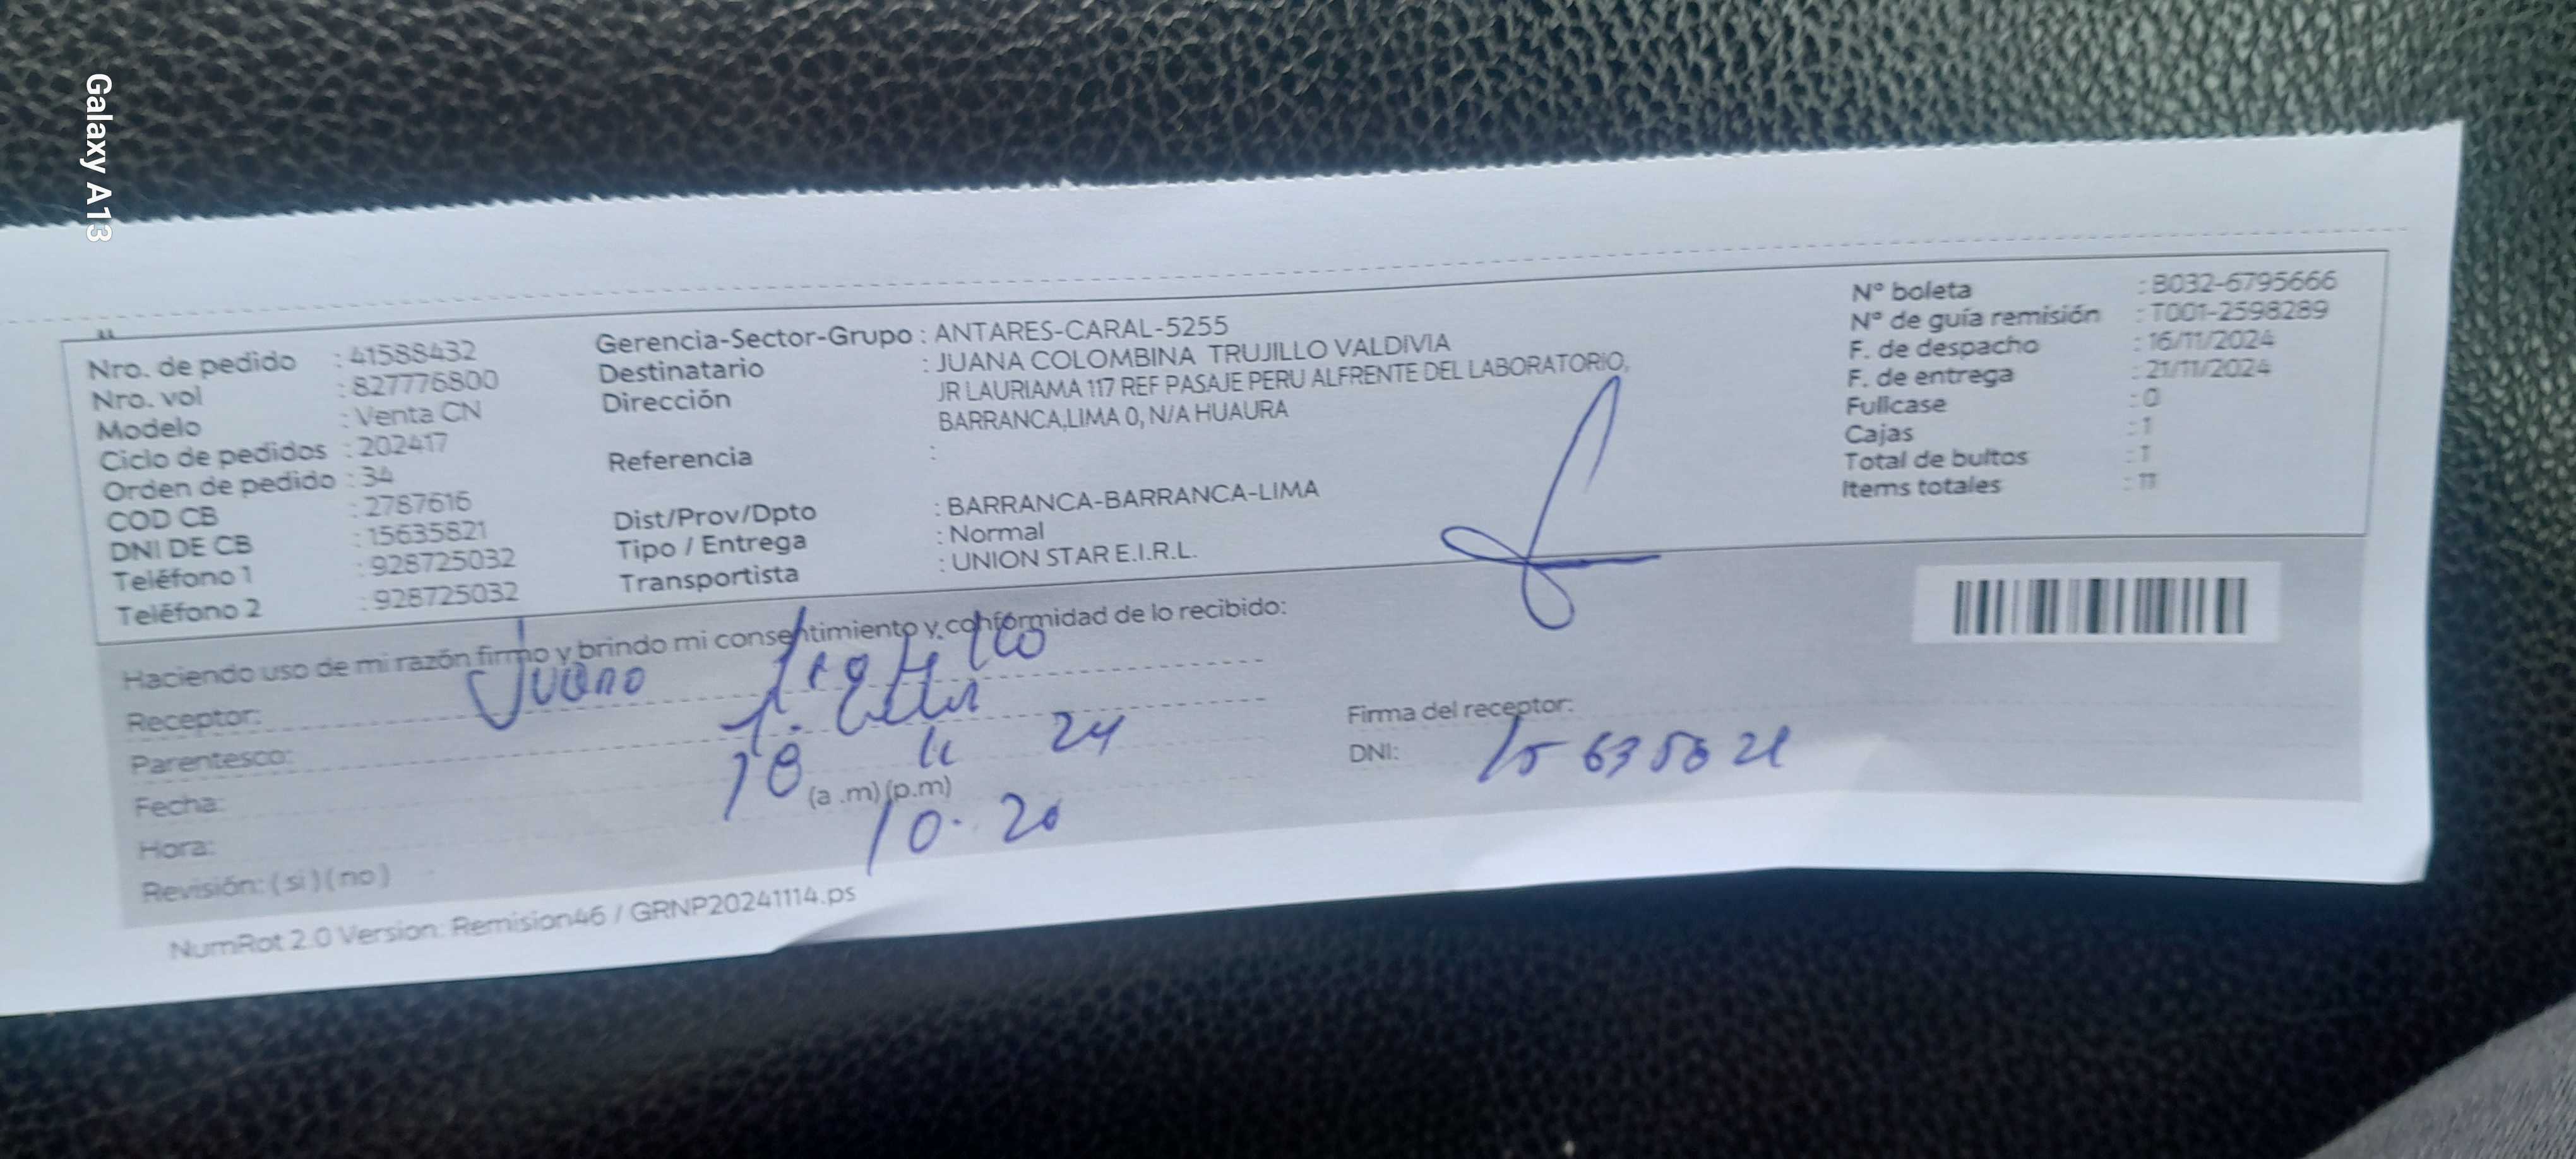 Galaxy A13
Nro. de pedido : 41588432
Nro. vol : 827776800
Modelo : Venta CN
Ciclo de pedidos : 202417
Orden de pedido : 34
COD CB : 2787616
DNI DE CB : 15635821
Teléfono 1 : 928725032
Teléfono 2 : 928725032
Gerencia-Sector-Grupo : ANTARES-CARAL-5255
Destinatario : JUANA COLOMBINA TRUJILLO VALDIVIA
Dirección JR LAURIAMA 117 REF PASAJE PERU ALFRENTE DEL LABORATORIO,
BARRANCA,LIMA 0, N/A HUAURA
Referencia :
Dist/Prov/Dpto : BARRANCA-BARRANCA-LIMA
Tipo / Entrega : Normal
Transportista : UNION STAR E.I.R.L.
N° boleta : B032-6795666
N° de guía remisión : T001-2598289
F. de despacho : 16/11/2024
F. de entrega : 21/11/2024
Fullcase : 0
Cajas : 1
Total de bultos : 1
Items totales : 11
Haciendo uso de mi razón firmo y brindo mi consentimiento y conformidad de lo recibido:
Receptor:
Parentesco:
Fecha: 18 11 24
Hora: (a .m) (p.m) 10. 20
Revisión: ( si ) ( no )
Firma del receptor:
DNI: 15635821
NumRot 2.0 Version: Remision46 / GRNP20241114.ps